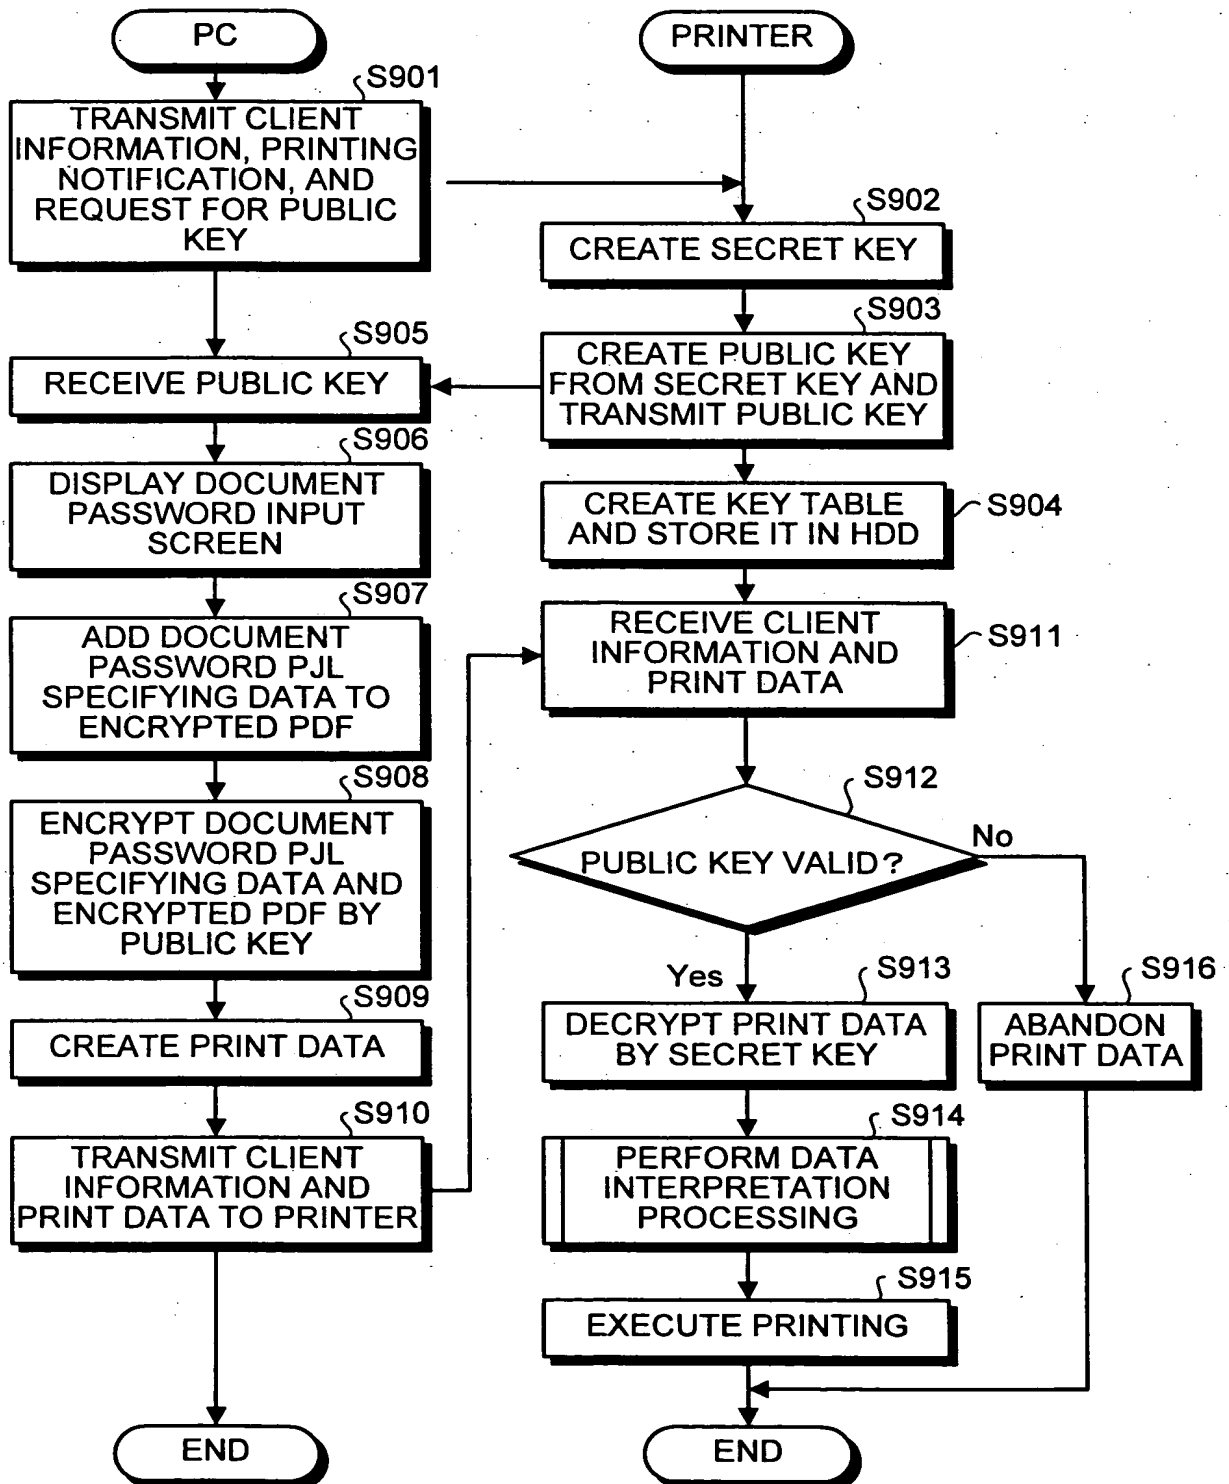 PC
S901
TRANSMIT CLIENT
INFORMATION, PRINTING
NOTIFICATION, AND
REQUEST FOR PUBLIC
KEY
S905
RECEIVE PUBLIC KEY
S906
DISPLAY DOCUMENT
PASSWORD INPUT
SCREEN
S907
ADD DOCUMENT
PASSWORD PJL
SPECIFYING DATA TO
ENCRYPTED PDF
S908
ENCRYPT DOCUMENT
PASSWORD PJL
SPECIFYING DATA AND
ENCRYPTED PDF BY
PUBLIC KEY
S909
CREATE PRINT DATA
S910
TRANSMIT CLIENT
INFORMATION AND
PRINT DATA TO PRINTER
END
PRINTER
S902
CREATE SECRET KEY
S903
CREATE PUBLIC KEY
FROM SECRET KEY AND
TRANSMIT PUBLIC KEY
CREATE KEY TABLE
AND STORE IT IN HDD
S904
RECEIVE CLIENT
INFORMATION AND
PRINT DATA
S911
S912
PUBLIC KEY VALID?
No
Yes
S913
DECRYPT PRINT DATA
BY SECRET KEY
S916
ABANDON
PRINT DATA
S914
PERFORM DATA
INTERPRETATION
PROCESSING
S915
EXECUTE PRINTING
END